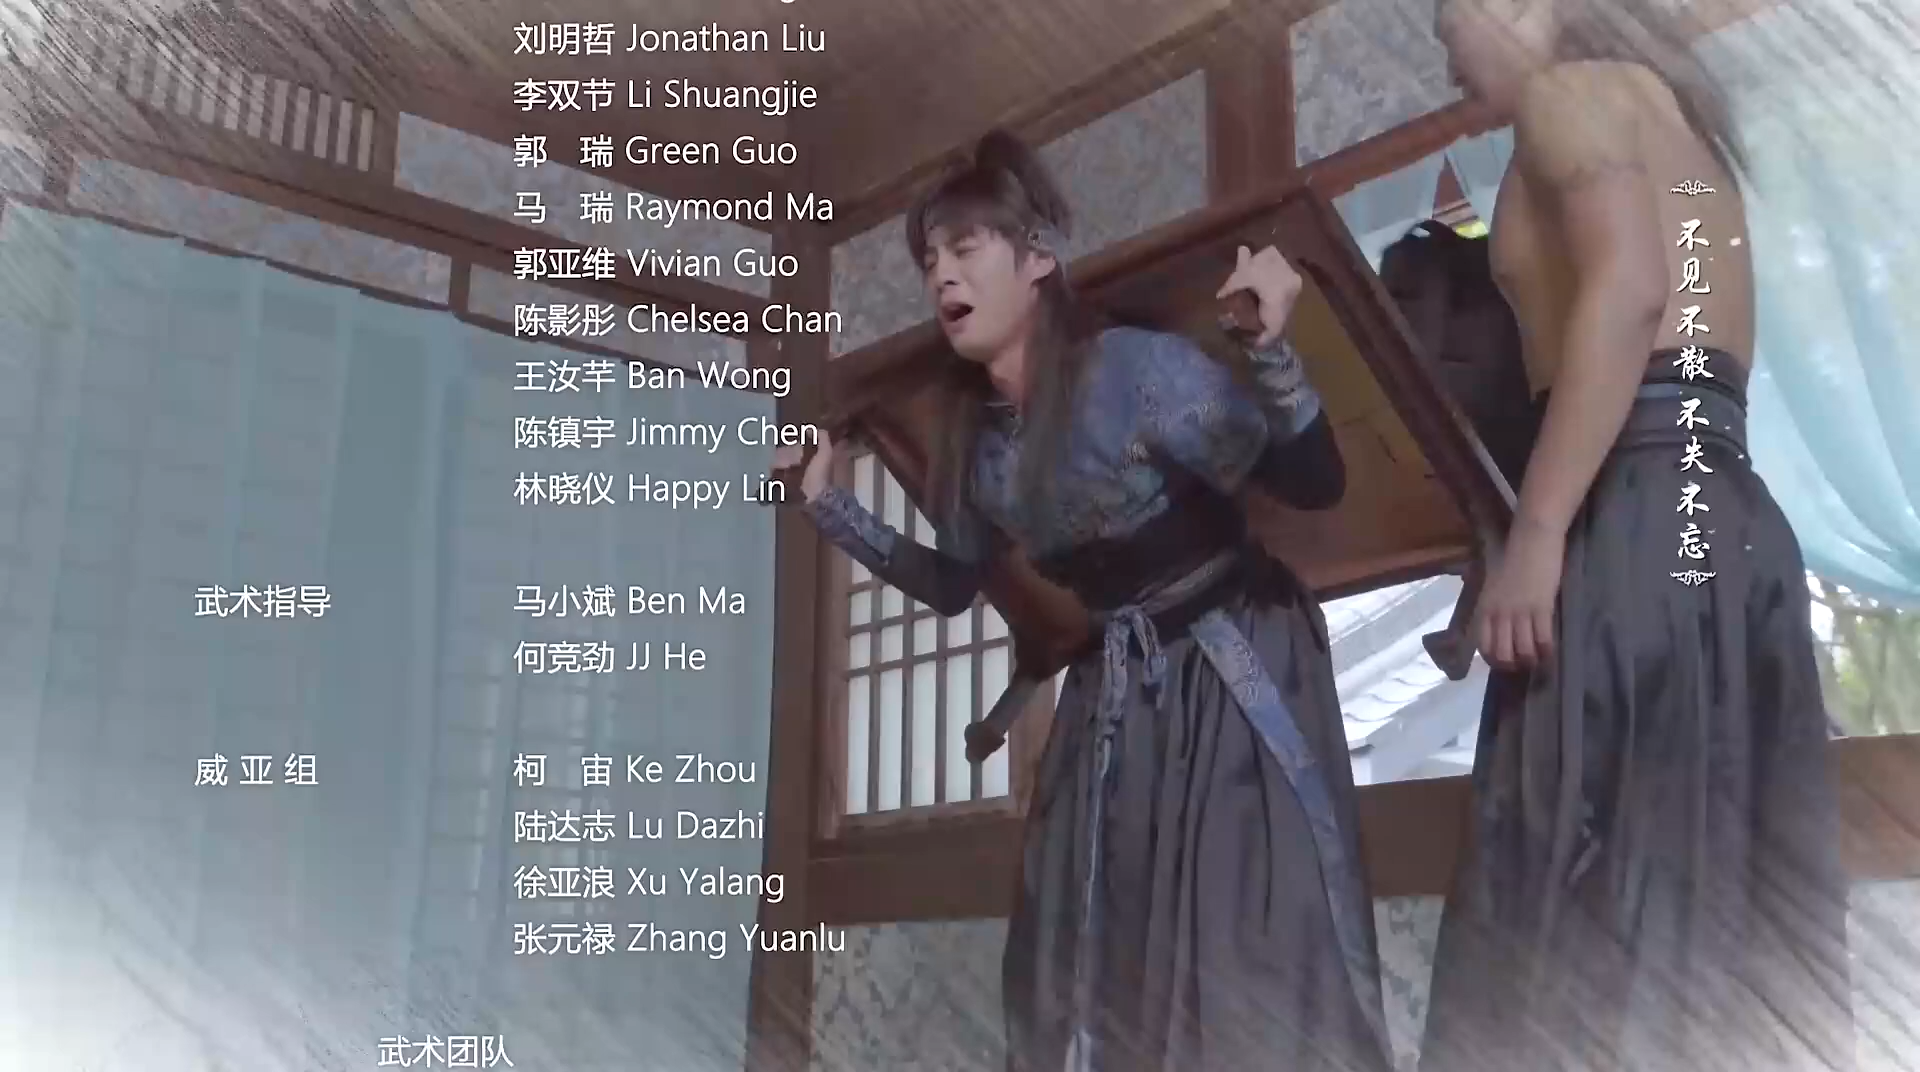 刘明哲 Jonathan Liu
李双节 Li Shuangjie
郭 瑞 Green Guo
马 瑞 Raymond Ma
郭亚维 Vivian Guo
陈影彤 Chelsea Chan
王汝芊 Ban Wong
陈镇宇 Jimmy Chen
林晓仪 Happy Lin
武术指导 马小斌 Ben Ma
何竞劲 JJ He
威亚组 柯 宙 Ke Zhou
陆达志 Lu Dazhi
徐亚浪 Xu Yalang
张元禄 Zhang Yuanlu
武术团队
不见不散 不失不忘